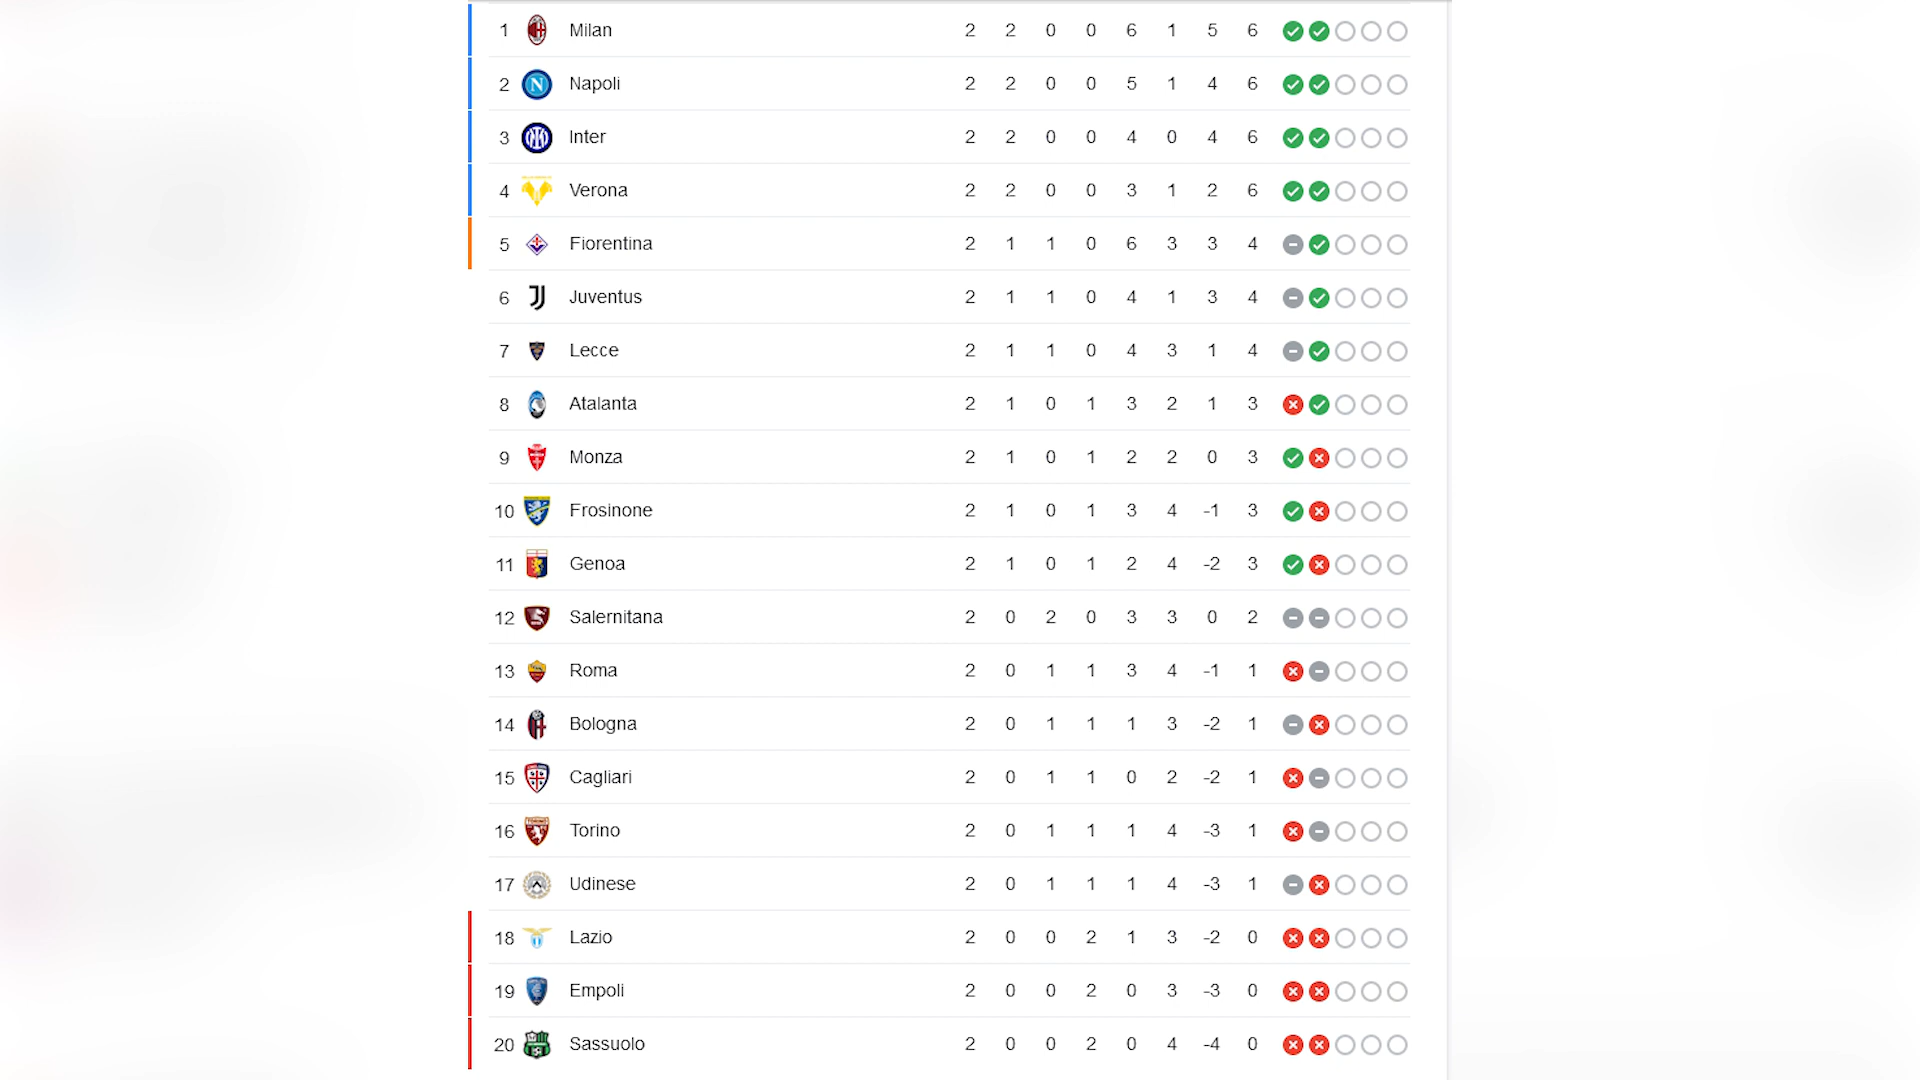 1 Milan 2 2 0 0 6 1 5 6
2 Napoli 2 2 0 0 5 1 4 6
3 Inter 2 2 0 0 4 0 4 6
4 Verona 2 2 0 0 3 1 2 6
5 Fiorentina 2 1 1 0 6 3 3 4
6 Juventus 2 1 1 0 4 1 3 4
7 Lecce 2 1 1 0 4 3 1 4
8 Atalanta 2 1 0 1 3 2 1 3
9 Monza 2 1 0 1 2 2 0 3
10 Frosinone 2 1 0 1 3 4 -1 3
11 Genoa 2 1 0 1 2 4 -2 3
12 Salernitana 2 0 2 0 3 3 0 2
13 Roma 2 0 1 1 3 4 -1 1
14 Bologna 2 0 1 1 1 3 -2 1
15 Cagliari 2 0 1 1 0 2 -2 1
16 Torino 2 0 1 1 1 4 -3 1
17 Udinese 2 0 1 1 1 4 -3 1
18 Lazio 2 0 0 2 1 3 -2 0
19 Empoli 2 0 0 2 0 3 -3 0
20 Sassuolo 2 0 0 2 0 4 -4 0